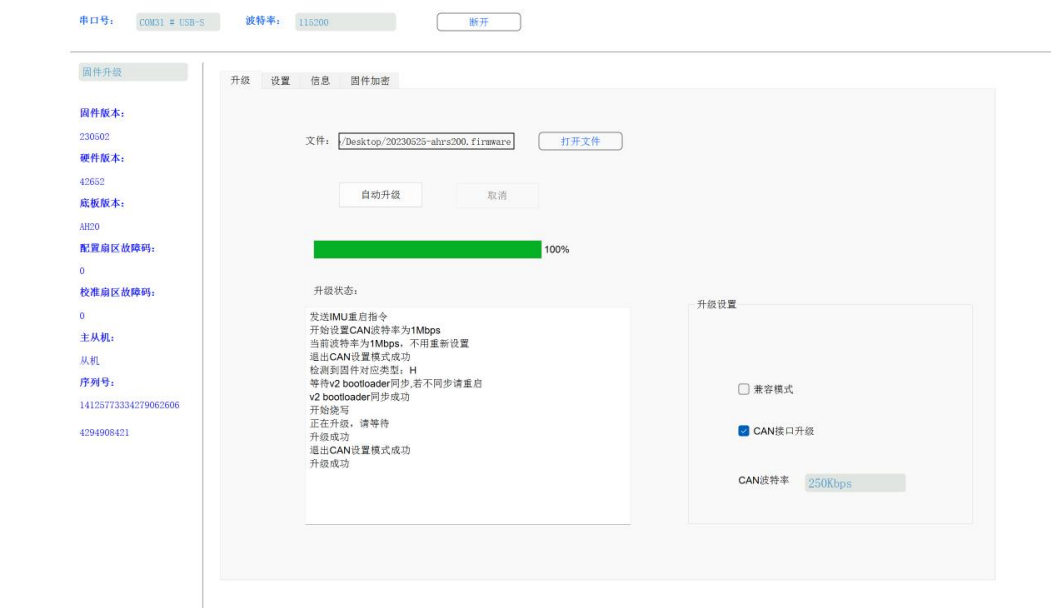 串口号： COM31 # USB-S 波特率： 115200 断开
固件升级
升级 设置 信息 固件加密
固件版本：
230502
硬件版本：
42652
底板版本：
AH20
配置扇区故障码：
0
校准扇区故障码：
0
主从机：
从机
序列号：
14125773334279062606
4294908421
文件： /Desktop/20230525-ahrs200.firmware 打开文件
自动升级 取消
100%
升级状态：
发送IMU重启指令
开始设置CAN波特率为1Mbps
当前波特率为1Mbps，不用重新设置
退出CAN设置模式成功
检测到固件对应类型：H
等待v2 bootloader同步,若不同步请重启
v2 bootloader同步成功
开始烧写
正在升级，请等待
升级成功
退出CAN设置模式成功
升级成功
升级设置
兼容模式
CAN接口升级
CAN波特率 250Kbps